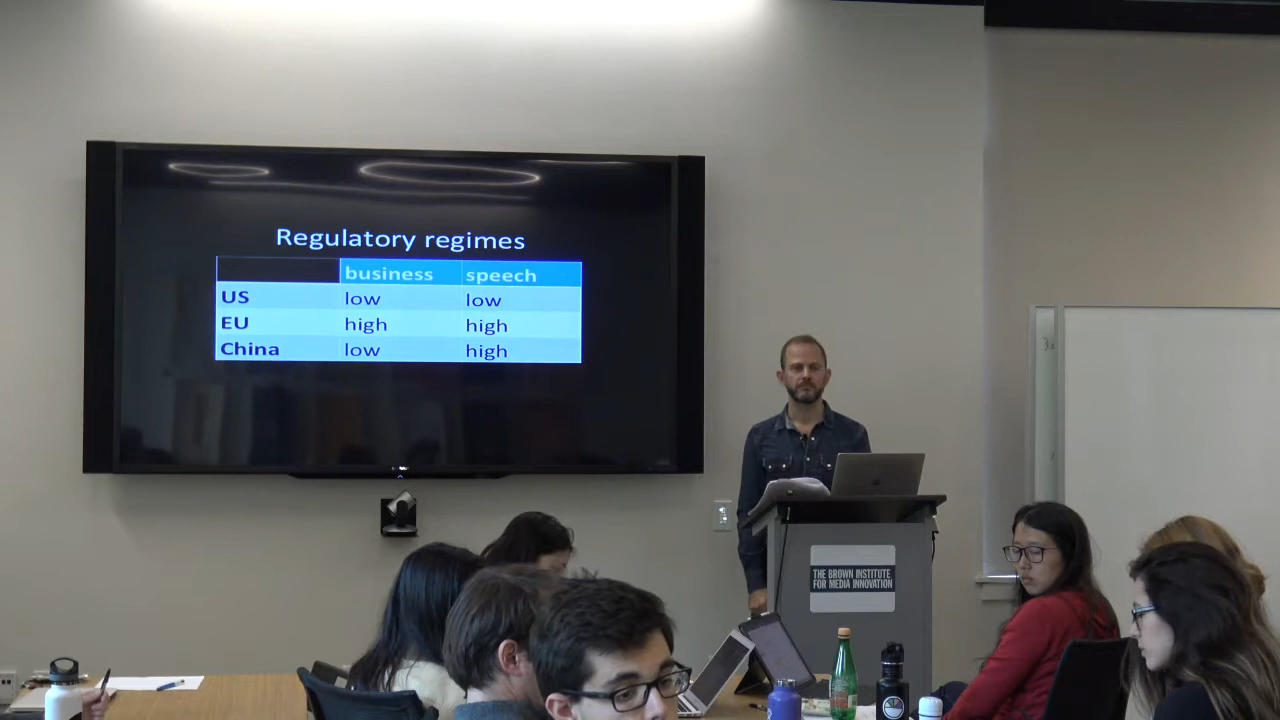 Regulatory regimes
business speech
US low low
EU high high
China low high
THE BROWN INSTITUTE
FOR MEDIA INNOVATION